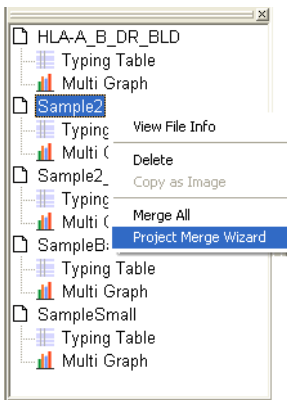 HLA-A_B_DR_BLD
Typing Table
Multi Graph
Sample2
Typing
Multi
Sample2_
Typing
Multi
Typing Table
Multi Graph
SampleSmall
Typing Table
Multi Graph
View File Info
Delete
Copy as Image
Merge All
Project Merge Wizard